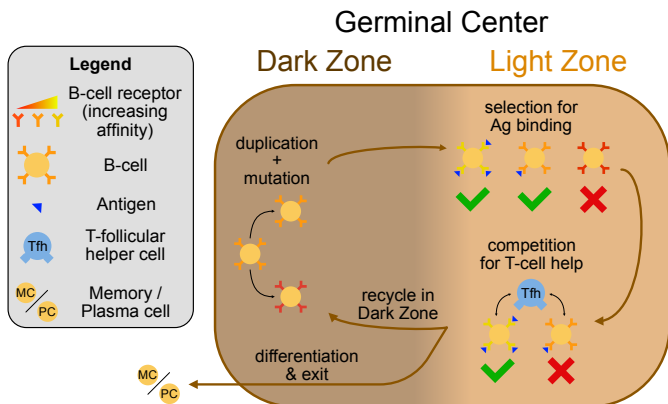 Germinal Center
Dark Zone
Light Zone
Legend
B-cell receptor
(increasing
affinity)
B-cell
Antigen
Tfh
T-follicular
helper cell
MC
PC
Memory /
Plasma cell
duplication
+
mutation
selection for
Ag binding
competition
for T-cell help
Tfh
recycle in
Dark Zone
differentiation
& exit
MC
PC